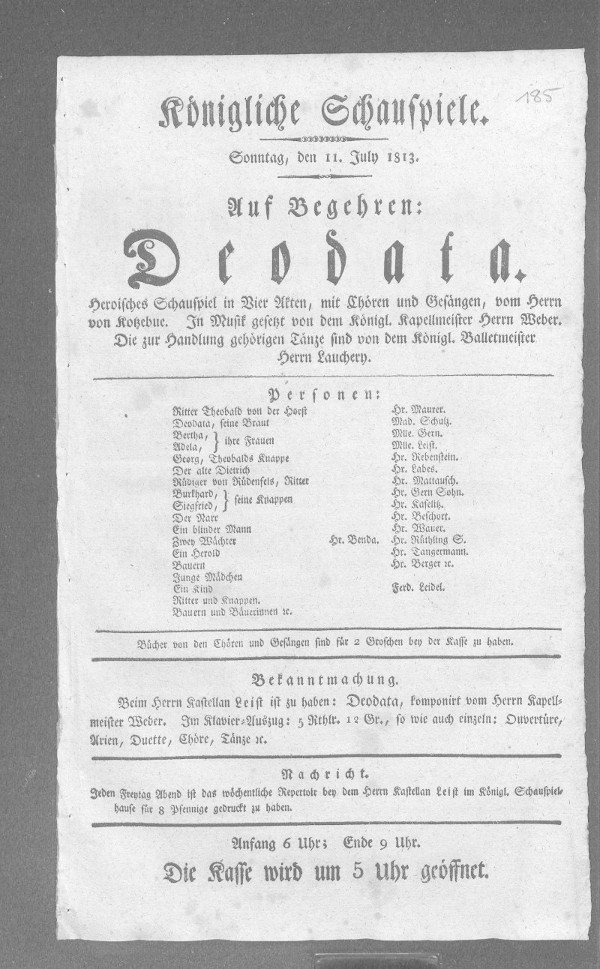 185
Königliche Schauspiele.
Sonntag, den 11. July 1813.
Auf Begehren:
Deodata.
Heroisches Schauspiel in Vier Akten, mit Chören und Gesängen, vom Herrn
von Kotzebue. In Musik gesetzt von dem Königl. Kapellmeister Herrn Weber.
Die zur Handlung gehörigen Tänze sind von dem Königl. Balletmeister
Herrn Lauchery.
Personen:
Ritter Theobald von der Horst Hr. Maurer.
Deodata, seine Braut Mad. Schulz.
Bertha, } ihre Frauen Mlle. Gern.
Adela, } Mlle. Leist.
Georg, Theobalds Knappe Hr. Rebenstein.
Der alte Dietrich Hr. Labes.
Rüdiger von Rüdenfels, Ritter Hr. Mattausch.
Burkhard, } seine Knappen Hr. Gern Sohn.
Siegfried, } Hr. Kaselitz.
Der Narr Hr. Beschort.
Ein blinder Mann Hr. Wauer.
Zwey Wächter Hr. Benda. Hr. Rüthling S.
Ein Herold Hr. Tangermann.
Bauern Hr. Berger ꝛc.
Junge Mädchen
Ein Kind Ferd. Leidel.
Ritter und Knappen.
Bauern und Bäuerinnen ꝛc.
Bücher von den Chören und Gesängen sind für 2 Groschen bey der Kasse zu haben.
Bekanntmachung.
Beim Herrn Kastellan Leist ist zu haben: Deodata, komponirt vom Herrn Kapell-
meister Weber. Im Klavier-Auszug: 5 Rthlr. 12 Gr., so wie auch einzeln: Ouvertüre,
Arien, Duette, Chöre, Tänze ꝛc.
Nachricht.
Jeden Freytag Abend ist das wöchentliche Repertoir bey dem Herrn Kastellan Leist im Königl. Schauspiel-
hause für 8 Pfennige gedruckt zu haben.
Anfang 6 Uhr; Ende 9 Uhr.
Die Kasse wird um 5 Uhr geöffnet.